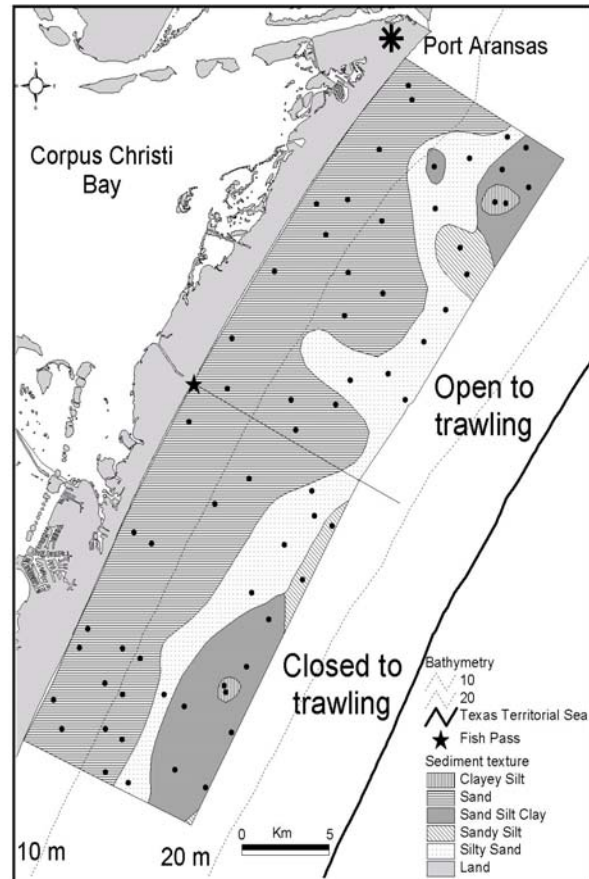 Port Aransas
Corpus Christi
Bay
Open to
trawling
Closed to
trawling
Bathymetry
10
20
Texas Territorial Sea
Fish Pass
Sediment texture
Clayey Silt
Sand
Sand Silt Clay
Sandy Silt
Silty Sand
Land
0 Km 5
10 m
20 m